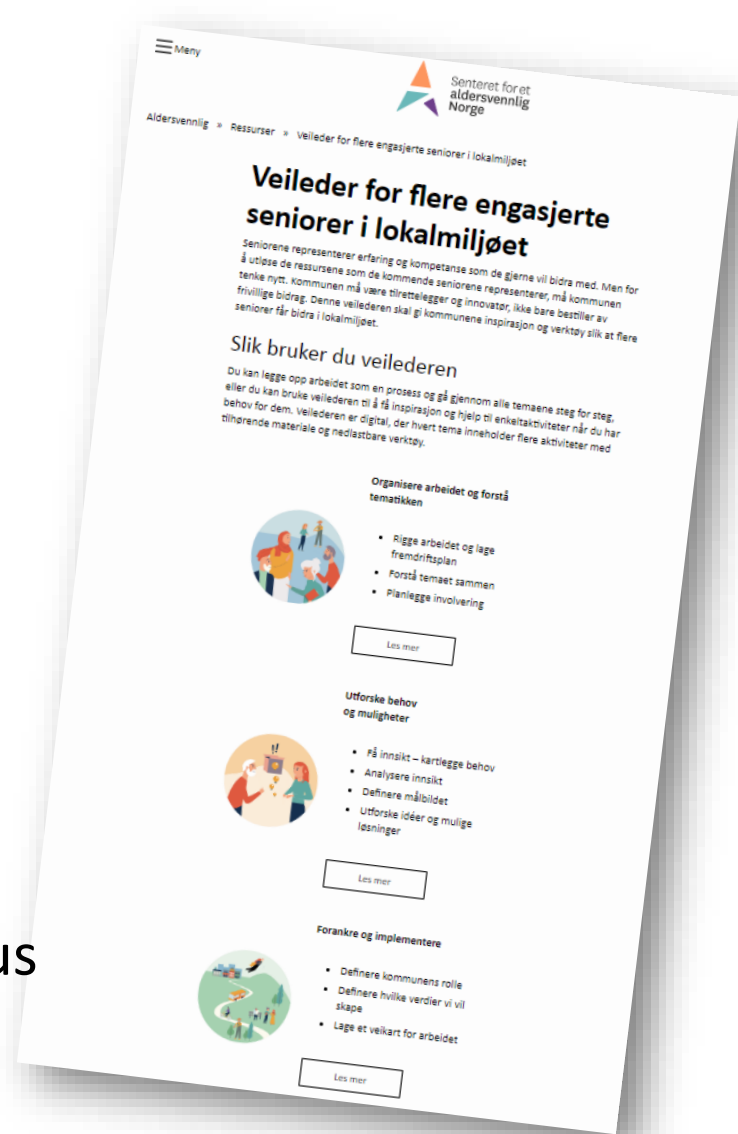 Meny
Senteret for et
aldersvennlig
Norge
Aldersvennlig » Ressurser » Veileder for flere engasjerte seniorer i lokalmiljøet
Veileder for flere engasjerte
seniorer i lokalmiljøet
Seniorene representerer erfaring og kompetanse som de gjerne vil bidra med. Men for
å utløse de ressursene som de kommende seniorene representerer, må kommunen
tenke nytt. Kommunen må være tilrettelegger og innovatør, ikke bare bestiller av
frivillige bidrag. Denne veilederen skal gi kommunene inspirasjon og verktøy slik at flere
seniorer får bidra i lokalmiljøet.
Slik bruker du veilederen
Du kan legge opp arbeidet som en prosess og gå gjennom alle temaene steg for steg,
eller du kan bruke veilederen til å få inspirasjon og hjelp til enkeltaktiviteter når du har
behov for dem. Veilederen er digital, der hvert tema inneholder flere aktiviteter med
tilhørende materiale og nedlastbare verktøy.
Organisere arbeidet og forstå
tematikken
• Rigge arbeidet og lage
fremdriftsplan
• Forstå temaet sammen
• Planlegge involvering
Les mer
Utforske behov
og muligheter
• Få innsikt – kartlegge behov
• Analysere innsikt
• Definere målbildet
• Utforske idéer og mulige
løsninger
Les mer
Forankre og implementere
• Definere kommunens rolle
• Definere hvilke verdier vi vil
skape
• Lage et veikart for arbeidet
Les mer
us